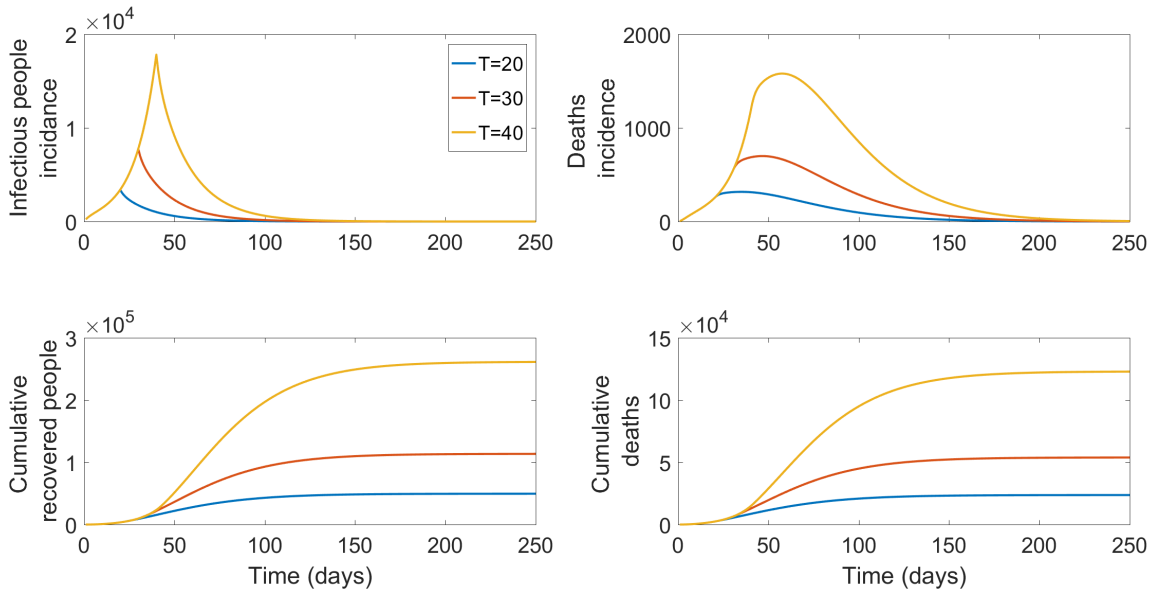 ×10⁴
2
1
0
Infectious people
incidance
T=20
T=30
T=40
0 50 100 150 200 250
2000
1000
0
Deaths
incidence
0 50 100 150 200 250
×10⁵
3
2
1
0
Cumulative
recovered people
0 50 100 150 200 250
Time (days)
×10⁴
15
10
5
0
Cumulative
deaths
0 50 100 150 200 250
Time (days)